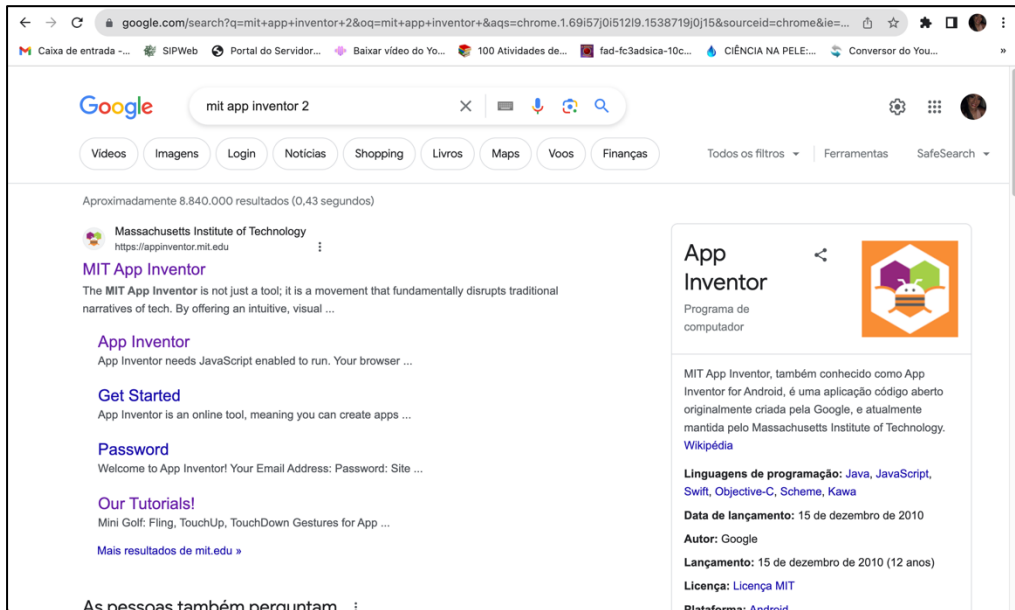 google.com/search?q=mit+app+inventor+2&oq=mit+app+inventor+&aqs=chrome.1.69i57j0i512l9.1538719j0j15&sourceid=chrome&ie=...
Caixa de entrada -... SIPWeb Portal do Servidor... Baixar vídeo do Yo... 100 Atividades de... fad-fc3adsica-10c... CIÊNCIA NA PELE:... Conversor do You... »
Google mit app inventor 2
Vídeos Imagens Login Notícias Shopping Livros Maps Voos Finanças Todos os filtros Ferramentas SafeSearch
Aproximadamente 8.840.000 resultados (0,43 segundos)
Massachusetts Institute of Technology
https://appinventor.mit.edu
MIT App Inventor
The MIT App Inventor is not just a tool; it is a movement that fundamentally disrupts traditional
narratives of tech. By offering an intuitive, visual ...
App Inventor
App Inventor needs JavaScript enabled to run. Your browser ...
Get Started
App Inventor is an online tool, meaning you can create apps ...
Password
Welcome to App Inventor! Your Email Address: Password: Site ...
Our Tutorials!
Mini Golf: Fling, TouchUp, TouchDown Gestures for App ...
Mais resultados de mit.edu »
As pessoas também perguntam
App
Inventor
Programa de
computador
MIT App Inventor, também conhecido como App
Inventor for Android, é uma aplicação código aberto
originalmente criada pela Google, e atualmente
mantida pelo Massachusetts Institute of Technology.
Wikipédia
Linguagens de programação: Java, JavaScript,
Swift, Objective-C, Scheme, Kawa
Data de lançamento: 15 de dezembro de 2010
Autor: Google
Lançamento: 15 de dezembro de 2010 (12 anos)
Licença: Licença MIT
Plataforma: Android